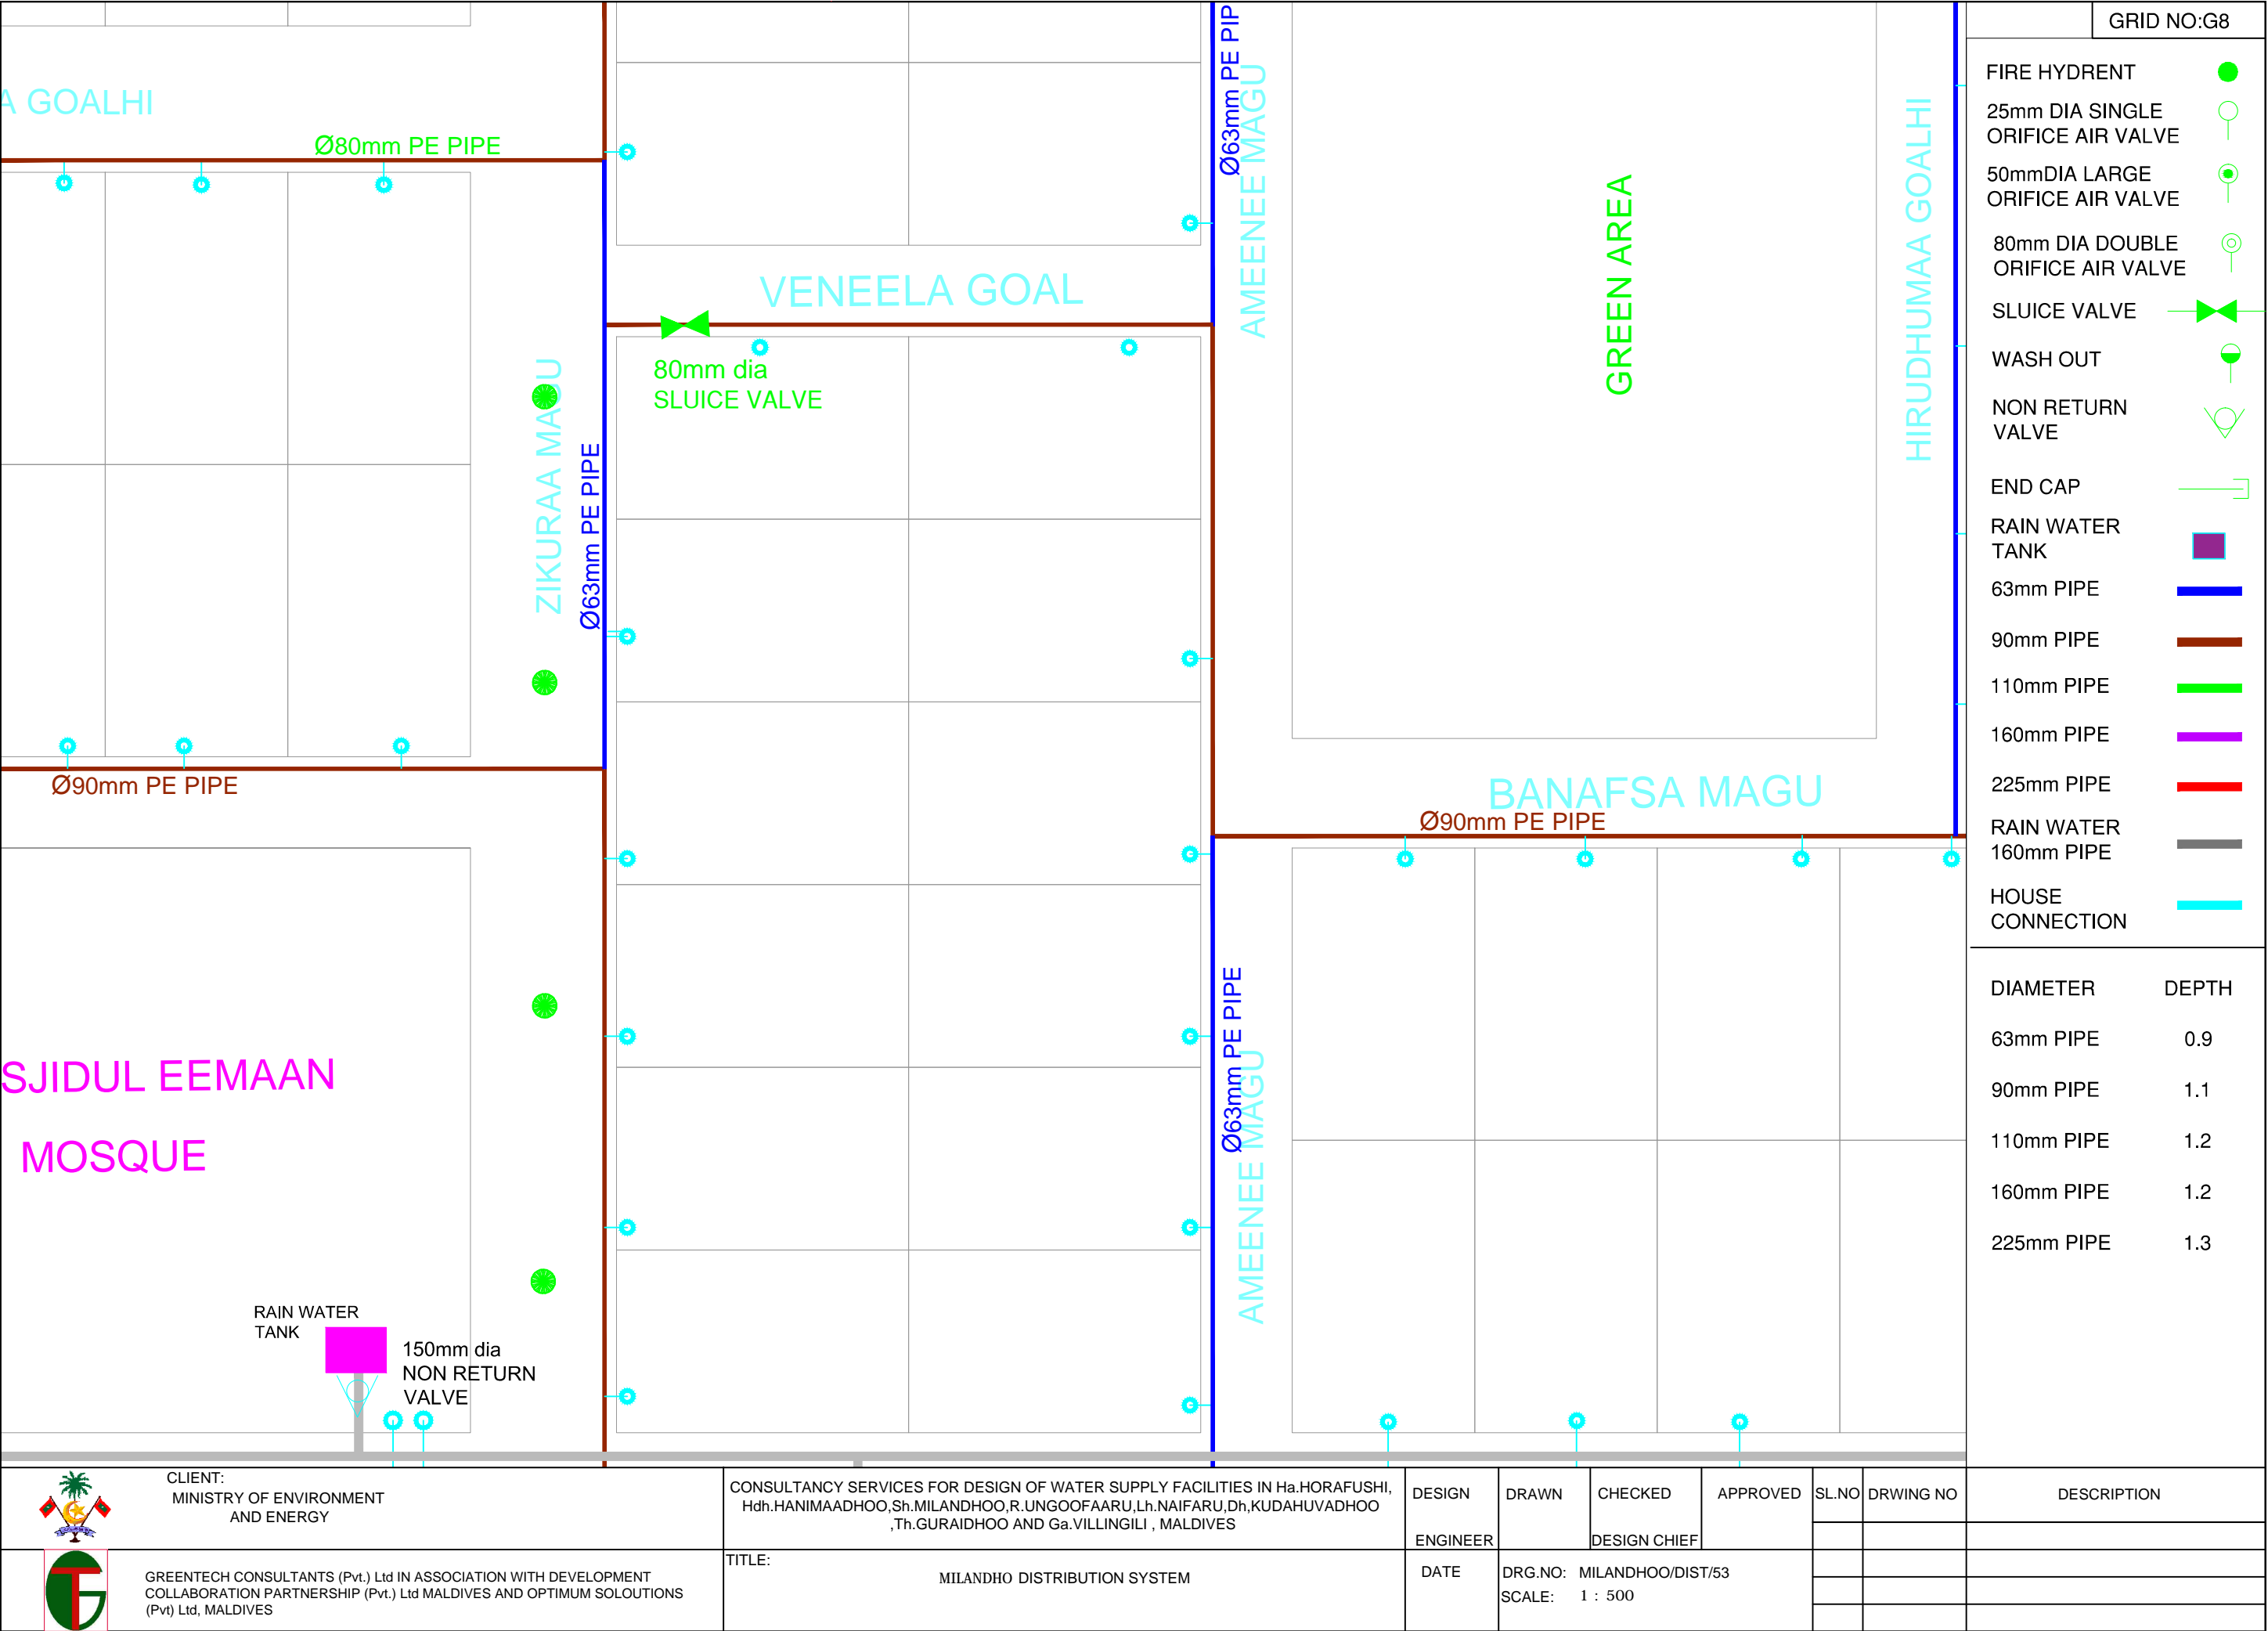 GRID NO:G8
FIRE HYDRENT
25mm DIA SINGLE
ORIFICE AIR VALVE
50mmDIA LARGE
ORIFICE AIR VALVE
80mm DIA DOUBLE
ORIFICE AIR VALVE
SLUICE VALVE
WASH OUT
NON RETURN
VALVE
END CAP
RAIN WATER
TANK
63mm PIPE
90mm PIPE
110mm PIPE
160mm PIPE
225mm PIPE
RAIN WATER
160mm PIPE
HOUSE
CONNECTION
DIAMETER DEPTH
63mm PIPE 0.9
90mm PIPE 1.1
110mm PIPE 1.2
160mm PIPE 1.2
225mm PIPE 1.3
A GOALHI
Ø80mm PE PIPE
Ø63mm PE PIP
AMEENEE MAGU
GREEN AREA
HIRUDHUMAA GOALHI
VENEELA GOAL
80mm dia
SLUICE VALVE
ZIKURAA MAGU
Ø63mm PE PIPE
Ø90mm PE PIPE
BANAFSA MAGU
Ø90mm PE PIPE
Ø63mm PE PIPE
AMEENEE MAGU
SJIDUL EEMAAN
MOSQUE
RAIN WATER
TANK
150mm dia
NON RETURN
VALVE
CLIENT:
MINISTRY OF ENVIRONMENT
AND ENERGY
GREENTECH CONSULTANTS (Pvt.) Ltd IN ASSOCIATION WITH DEVELOPMENT
COLLABORATION PARTNERSHIP (Pvt.) Ltd MALDIVES AND OPTIMUM SOLOUTIONS
(Pvt) Ltd, MALDIVES
CONSULTANCY SERVICES FOR DESIGN OF WATER SUPPLY FACILITIES IN Ha.HORAFUSHI,
Hdh.HANIMAADHOO,Sh.MILANDHOO,R.UNGOOFAARU,Lh.NAIFARU,Dh,KUDAHUVADHOO
,Th.GURAIDHOO AND Ga.VILLINGILI , MALDIVES
TITLE:
MILANDHO DISTRIBUTION SYSTEM
DESIGN
ENGINEER
DRAWN
CHECKED
DESIGN CHIEF
APPROVED
SL.NO
DRWING NO
DESCRIPTION
DATE
DRG.NO: MILANDHOO/DIST/53
SCALE: 1 : 500